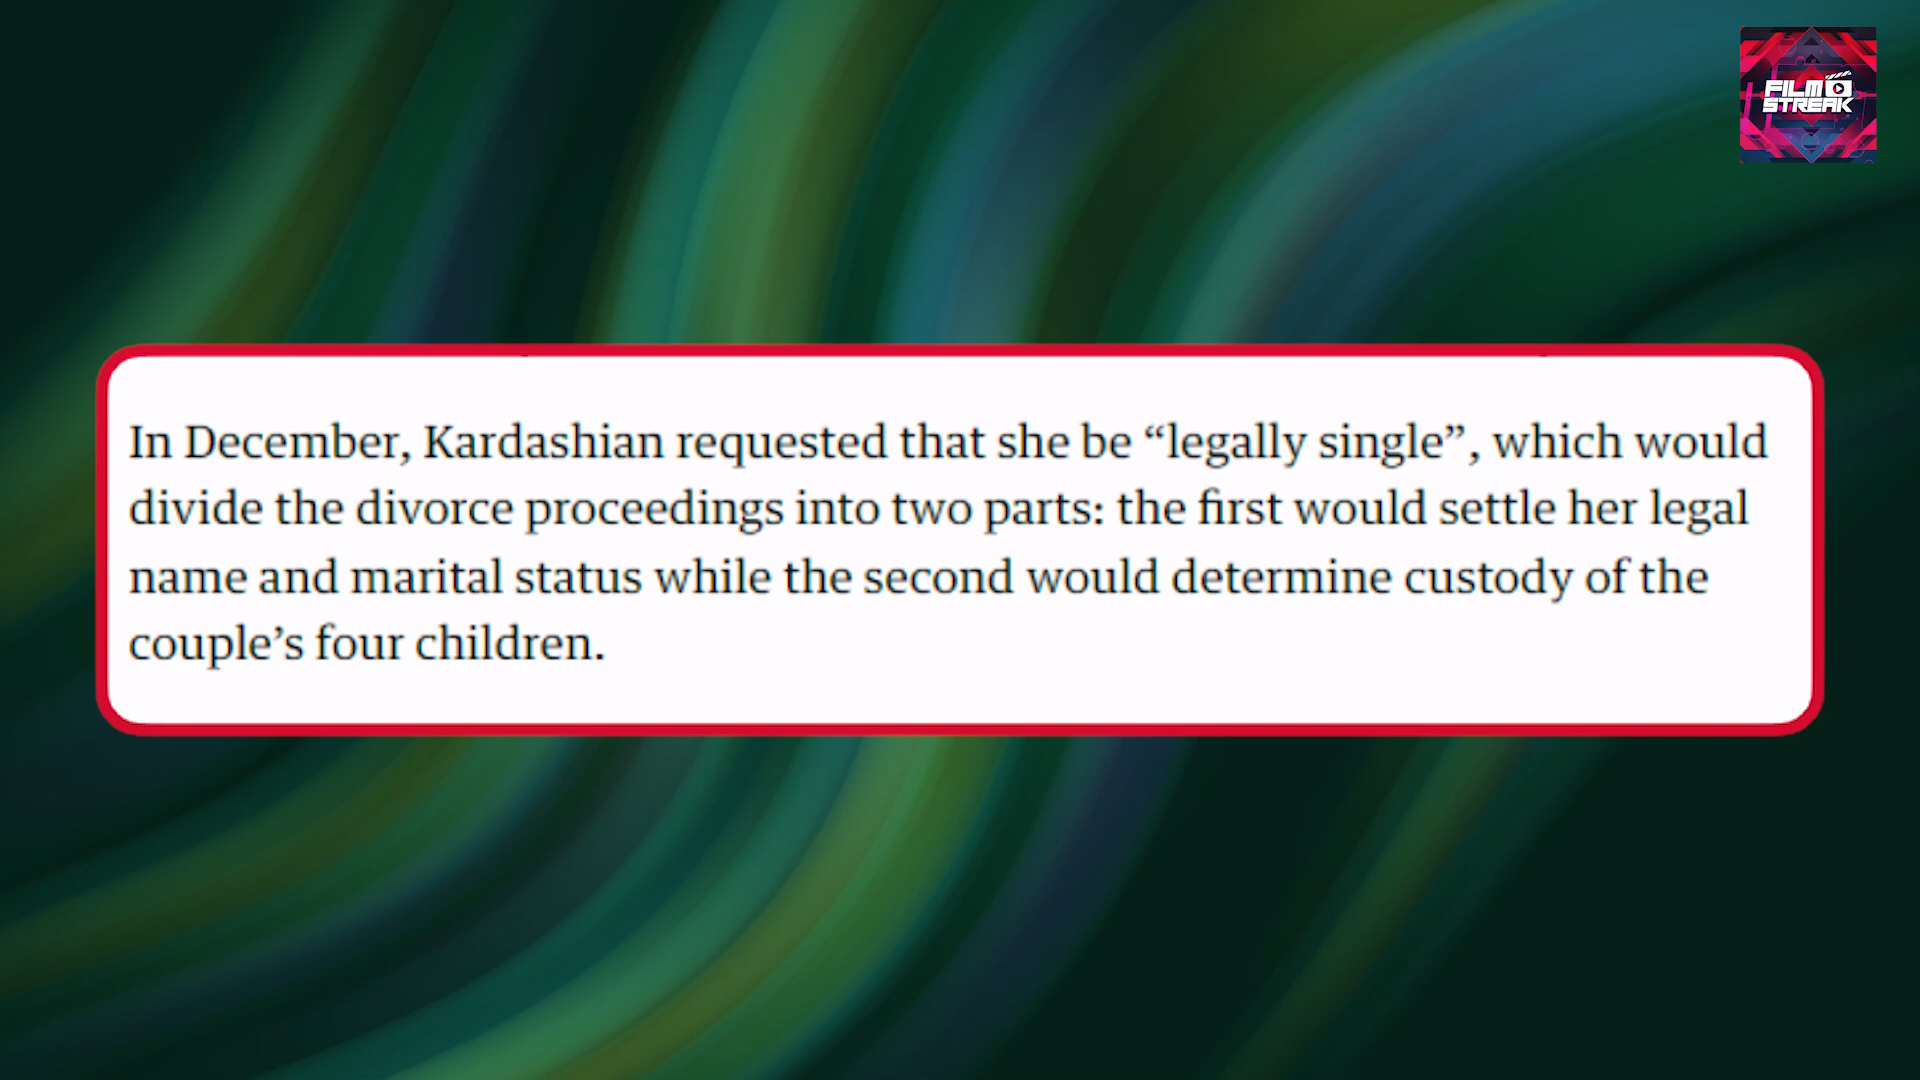 FILM
STREAK
In December, Kardashian requested that she be “legally single”, which would
divide the divorce proceedings into two parts: the first would settle her legal
name and marital status while the second would determine custody of the
couple’s four children.